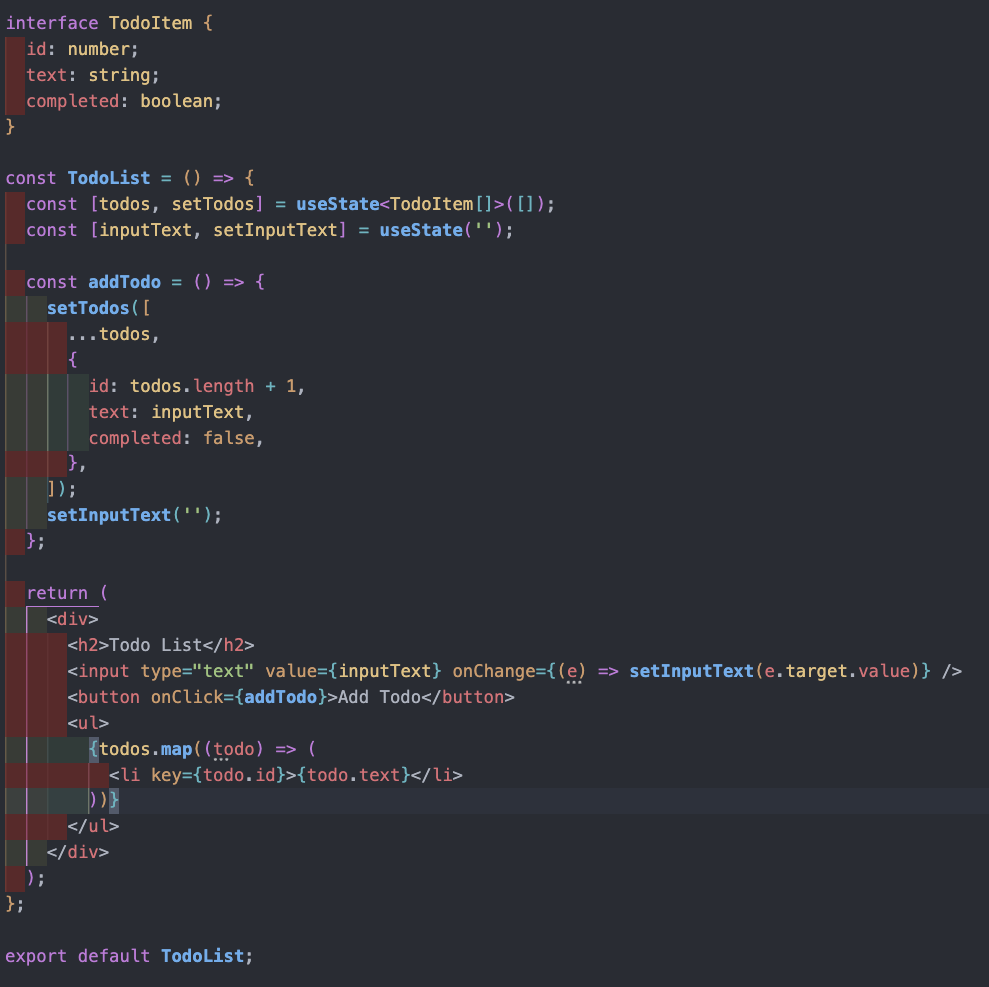 interface TodoItem {
  id: number;
  text: string;
  completed: boolean;
}

const TodoList = () => {
  const [todos, setTodos] = useState<TodoItem[]>([]);
  const [inputText, setInputText] = useState('');

  const addTodo = () => {
    setTodos([
      ...todos,
      {
        id: todos.length + 1,
        text: inputText,
        completed: false,
      },
    ]);
    setInputText('');
  };

  return (
    <div>
      <h2>Todo List</h2>
      <input type="text" value={inputText} onChange={(e) => setInputText(e.target.value)} />
      <button onClick={addTodo}>Add Todo</button>
      <ul>
        {todos.map((todo) => (
          <li key={todo.id}>{todo.text}</li>
        ))}
      </ul>
    </div>
  );
};

export default TodoList;